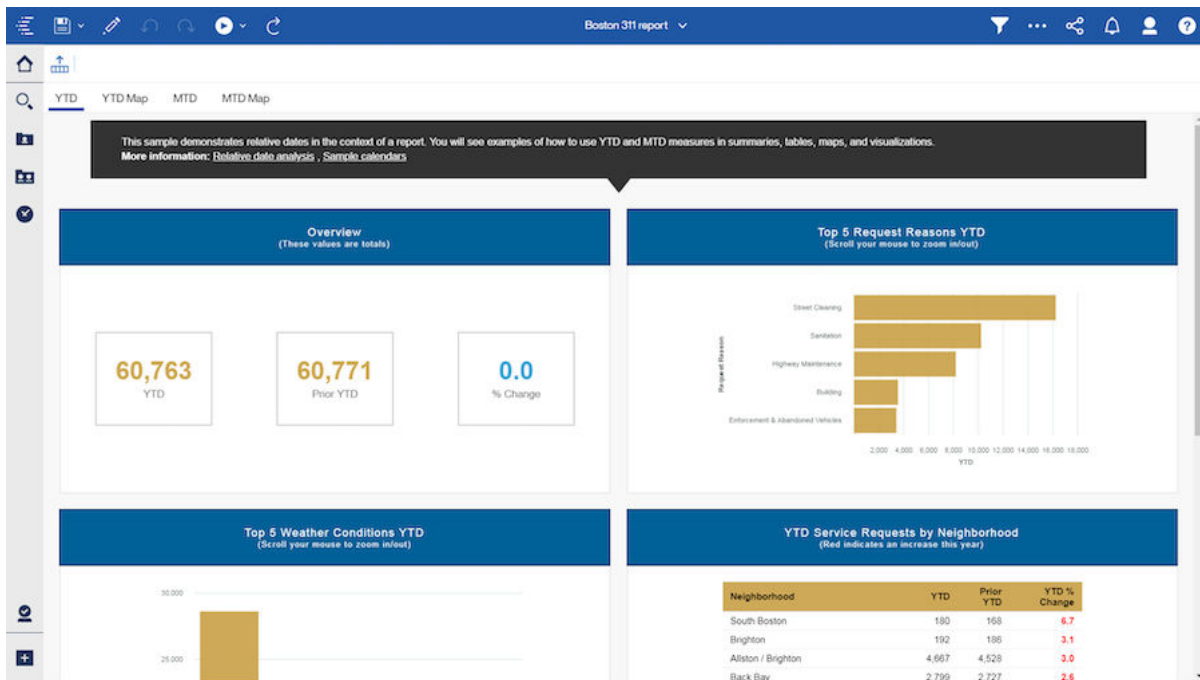 Boston 311 report
?
YTD
YTD Map
MTD
MTD Map
This sample demonstrates relative dates in the context of a report. You will see examples of how to use YTD and MTD measures in summaries, tables, maps, and visualizations.
More information: Relative date analysis , Sample calendars
Overview
(These values are totals)
60,763
YTD
60,771
Prior YTD
0.0
% Change
Top 5 Request Reasons YTD
(Scroll your mouse to zoom in/out)
Request Reason
Street Cleaning
Sanitation
Highway Maintenance
Building
Enforcement & Abandoned Vehicles
2,000 4,000 6,000 8,000 10,000 12,000 14,000 16,000 18,000
YTD
Top 5 Weather Conditions YTD
(Scroll your mouse to zoom in/out)
30,000
25,000
YTD Service Requests by Neighborhood
(Red indicates an increase this year)
Neighborhood YTD Prior YTD YTD % Change
South Boston 180 168 6.7
Brighton 192 186 3.1
Allston / Brighton 4,667 4,528 3.0
Back Bay 2,799 2,727 2.6